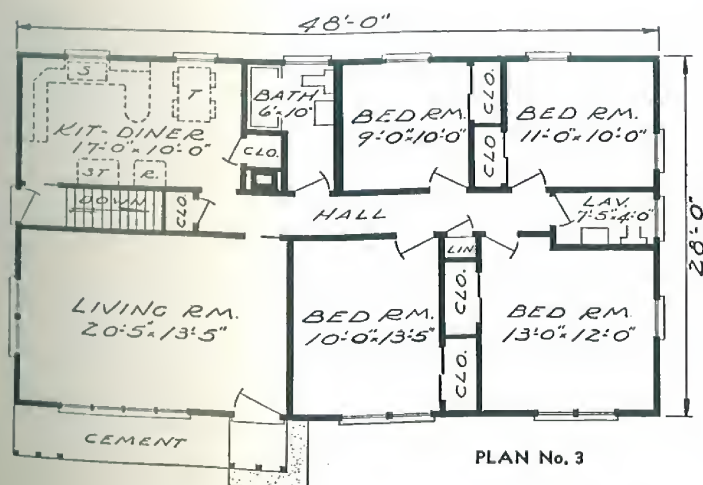 48'-0"
S
T
KIT-DINER
17'-0"x10'-0"
ST
R.
BATH
6'x10'
CLO.
BED RM.
9'-0"x10'-0"
CLO.
CLO.
BED RM.
11'-0"x10'-0"
28'-0"
DOWN
CLO.
HALL
LAV.
7'-5"x4'-0"
LIN.
LIVING RM.
20'-5"x13'-5"
BED RM.
10'-0"x13'-5"
CLO.
CLO.
BED RM.
13'-0"x12'-0"
CEMENT
PLAN No. 3